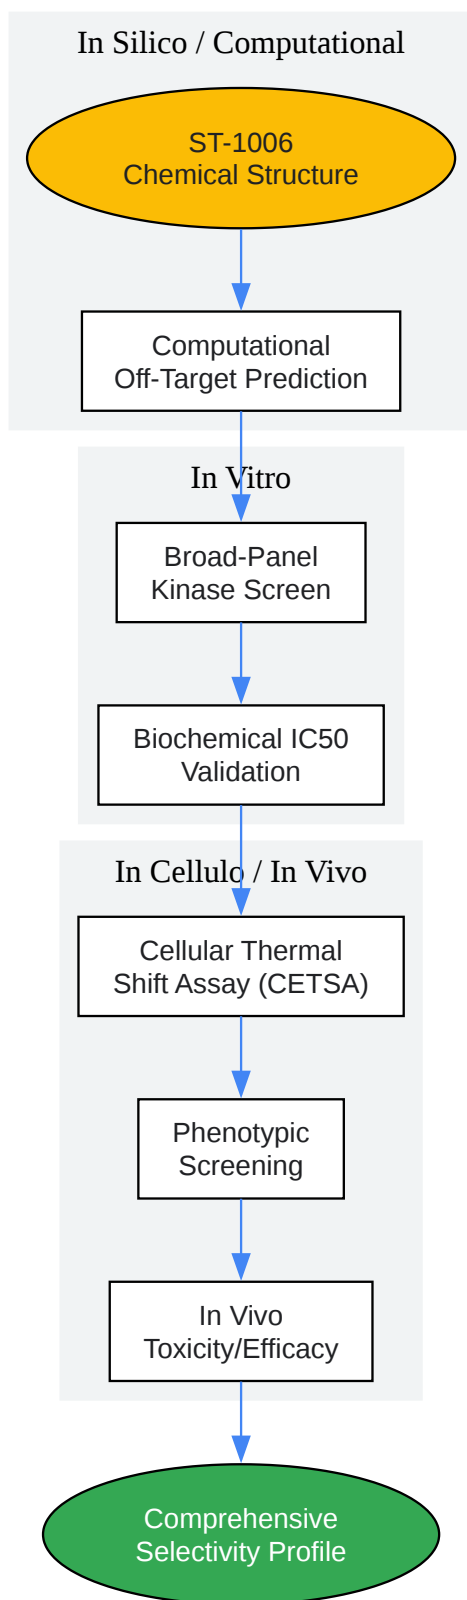 In Silico / Computational
ST-1006
Chemical Structure
Computational
Off-Target Prediction
In Vitro
Broad-Panel
Kinase Screen
Biochemical IC50
Validation
In Cellulo / In Vivo
Cellular Thermal
Shift Assay (CETSA)
Phenotypic
Screening
In Vivo
Toxicity/Efficacy
Comprehensive
Selectivity Profile